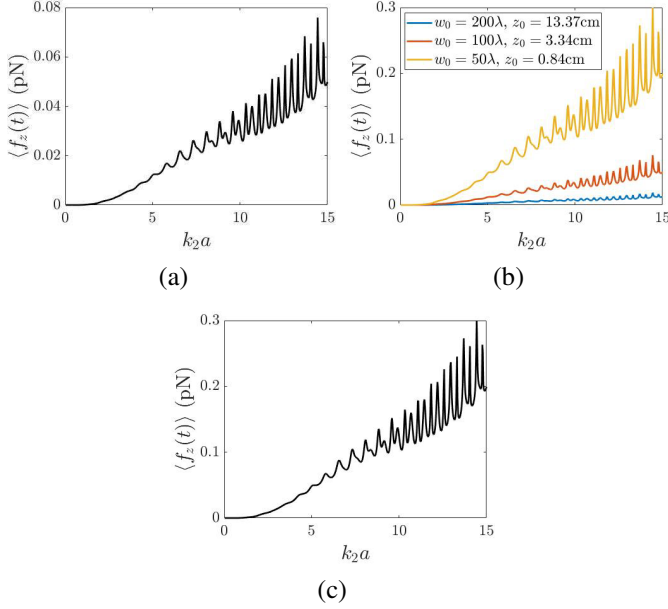 0.08
0.06
0.04
0.02
0
⟨f_z(t)⟩ (pN)
0 5 10 15
k_2a
(a)
0.3
0.2
0.1
0
⟨f_z(t)⟩ (pN)
w_0 = 200λ, z_0 = 13.37cm
w_0 = 100λ, z_0 = 3.34cm
w_0 = 50λ, z_0 = 0.84cm
0 5 10 15
k_2a
(b)
0.3
0.2
0.1
0
⟨f_z(t)⟩ (pN)
0 5 10 15
k_2a
(c)